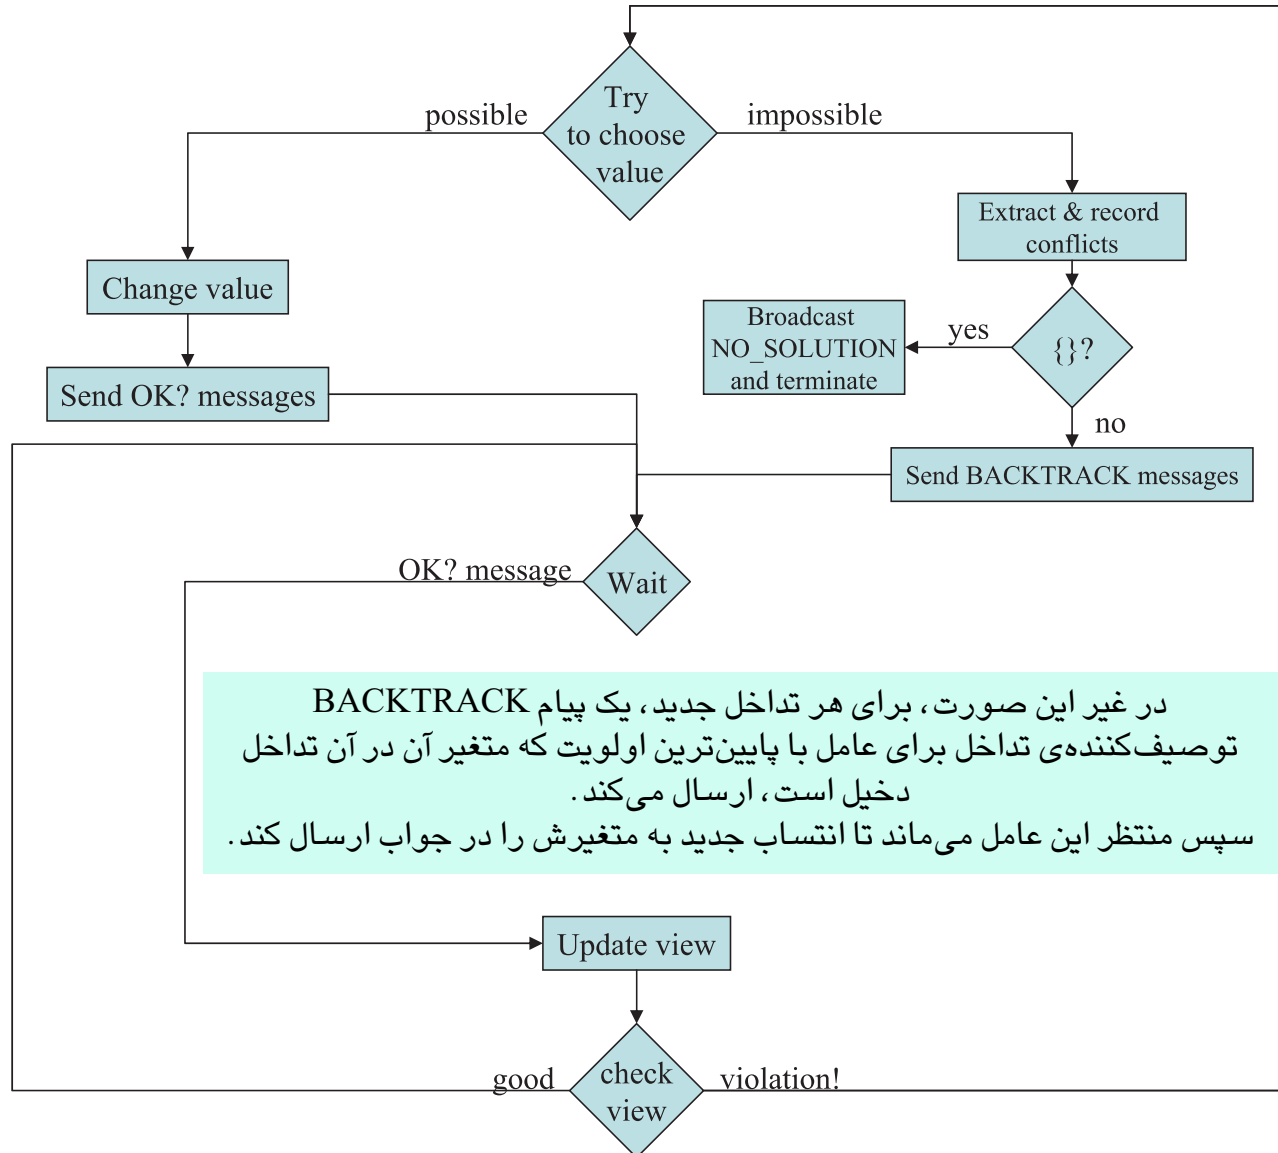 Try
to choose
value
possible
impossible
Extract & record
conflicts
Change value
Broadcast
NO_SOLUTION
and terminate
yes
{}?
Send OK? messages
no
Send BACKTRACK messages
OK? message
Wait
در غیر این صورت، برای هر تداخل جدید، یک پیام BACKTRACK
توصیف‌کننده‌ی تداخل برای عامل با پایین‌ترین اولویت که متغیر آن در آن تداخل
دخیل است، ارسال می‌کند.
سپس منتظر این عامل می‌ماند تا انتساب جدید به متغیرش را در جواب ارسال کند.
Update view
good
check
view
violation!